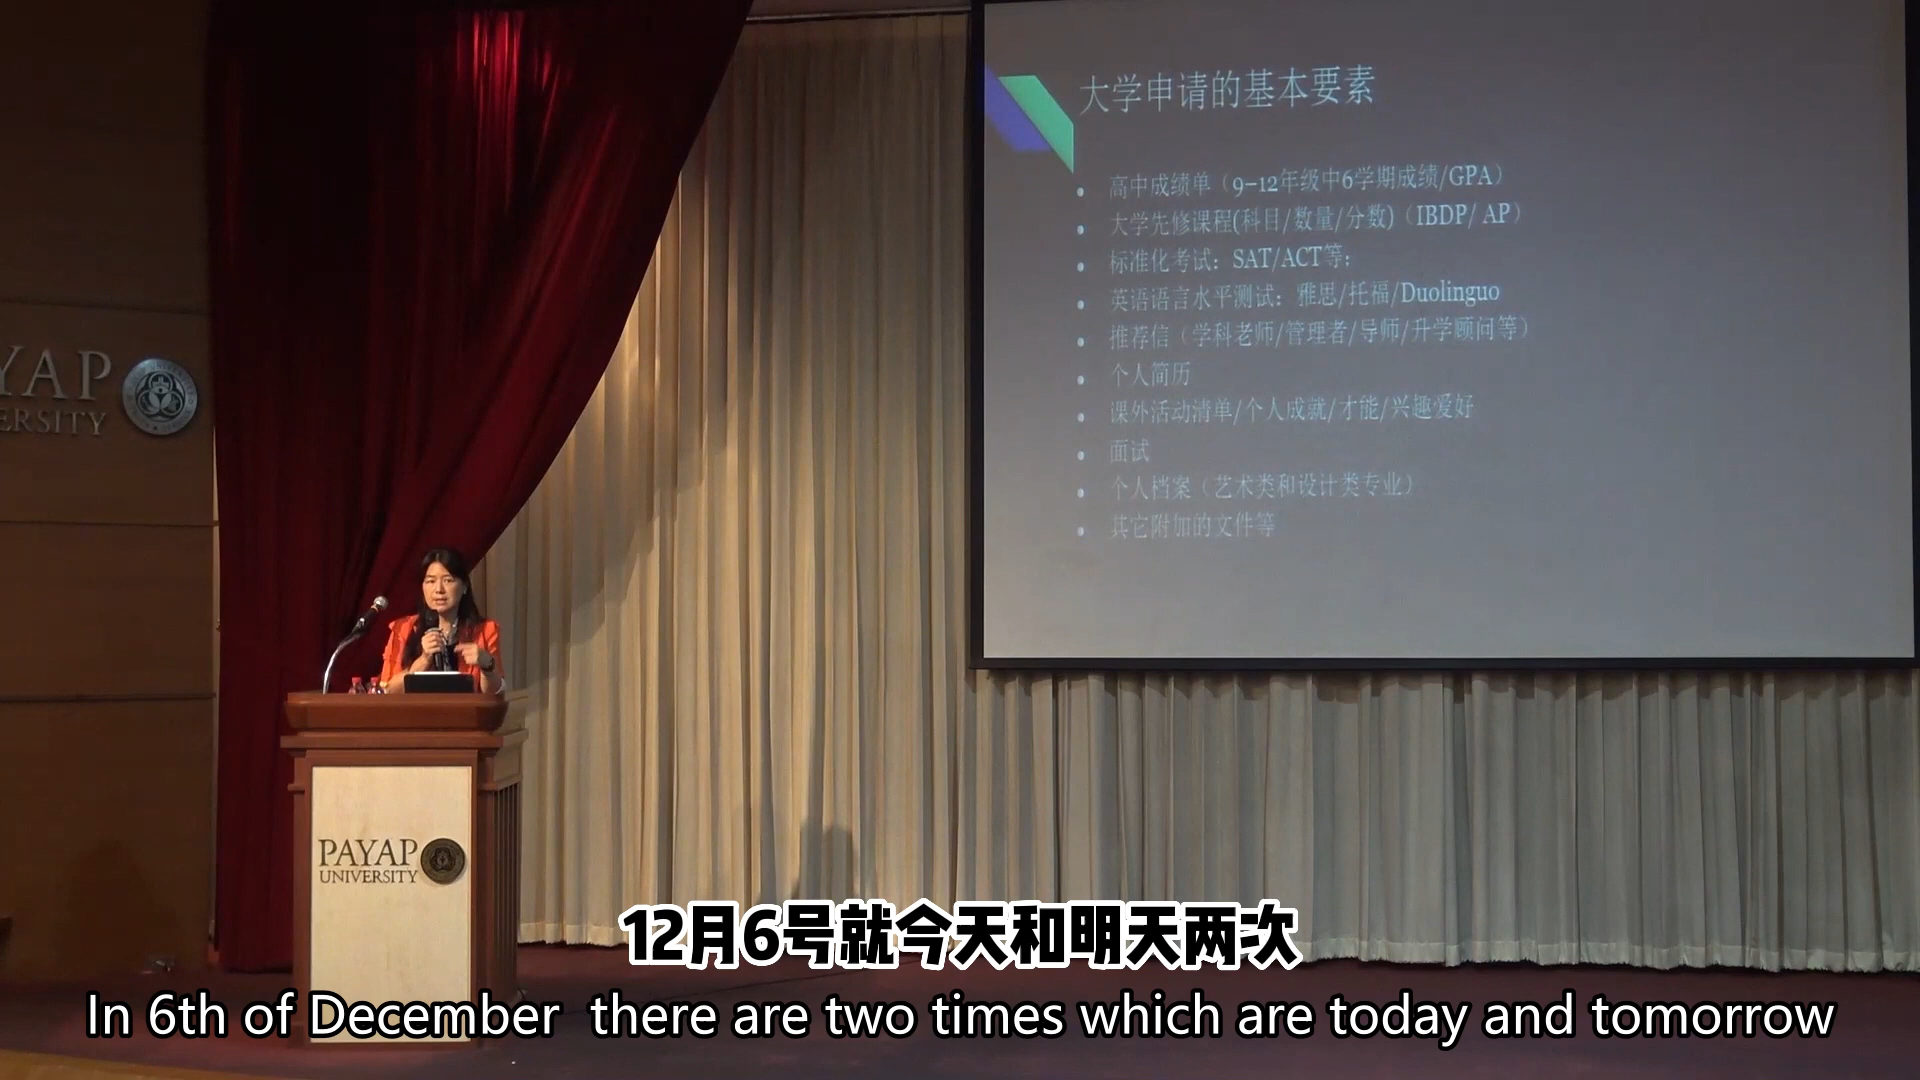 大学申请的基本要素
高中成绩单（9-12年级中6学期成绩/GPA）
大学先修课程(科目/数量/分数)（IBDP/ AP）
标准化考试：SAT/ACT等；
英语语言水平测试：雅思/托福/Duolinguo
推荐信（学科老师/管理者/导师/升学顾问等）
个人简历
课外活动清单/个人成就/才能/兴趣爱好
面试
个人档案（艺术类和设计类专业）
其它附加的文件等
YAP
ERSITY
PAYAP
UNIVERSITY
12月6号就今天和明天两次
In 6th of December  there are two times which are today and tomorrow